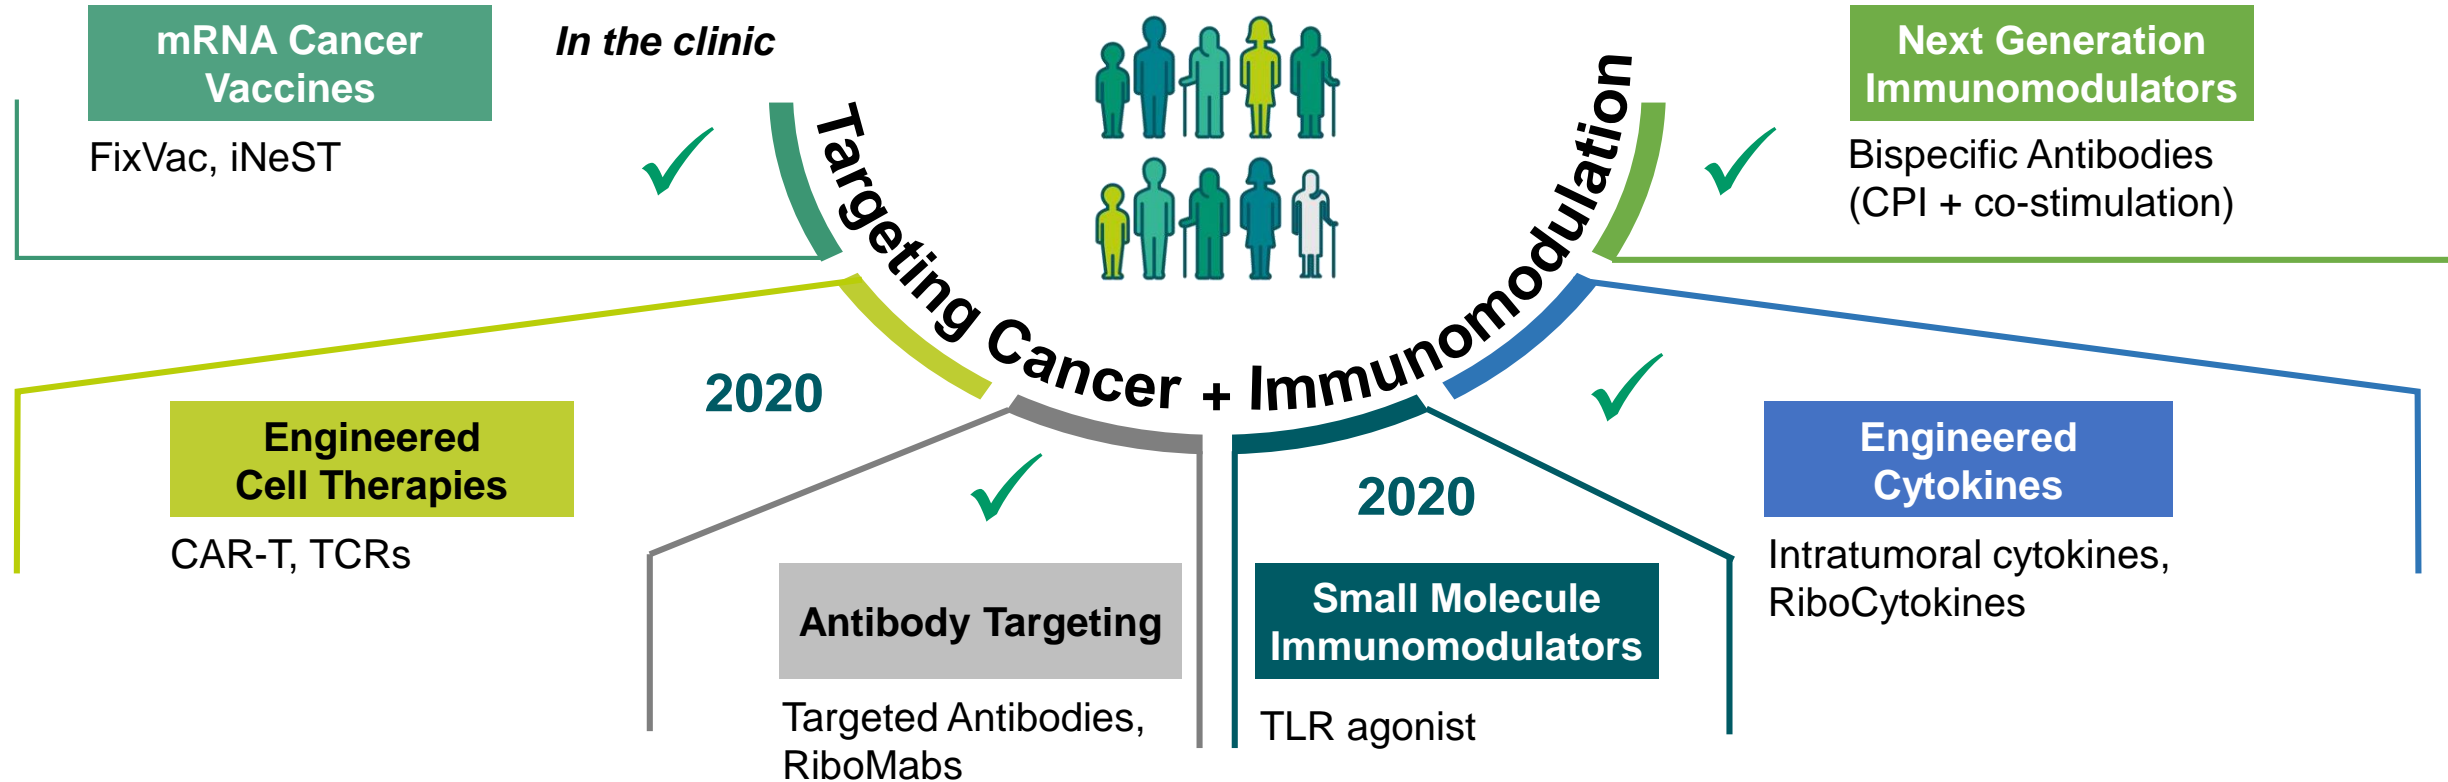 mRNA Cancer
Vaccines
FixVac, iNeST
In the clinic
Targeting Cancer + Immunomodulation
Next Generation
Immunomodulators
Bispecific Antibodies
(CPI + co-stimulation)
2020
Engineered
Cell Therapies
CAR-T, TCRs
Antibody Targeting
Targeted Antibodies,
RiboMabs
2020
Small Molecule
Immunomodulators
TLR agonist
Engineered
Cytokines
Intratumoral cytokines,
RiboCytokines